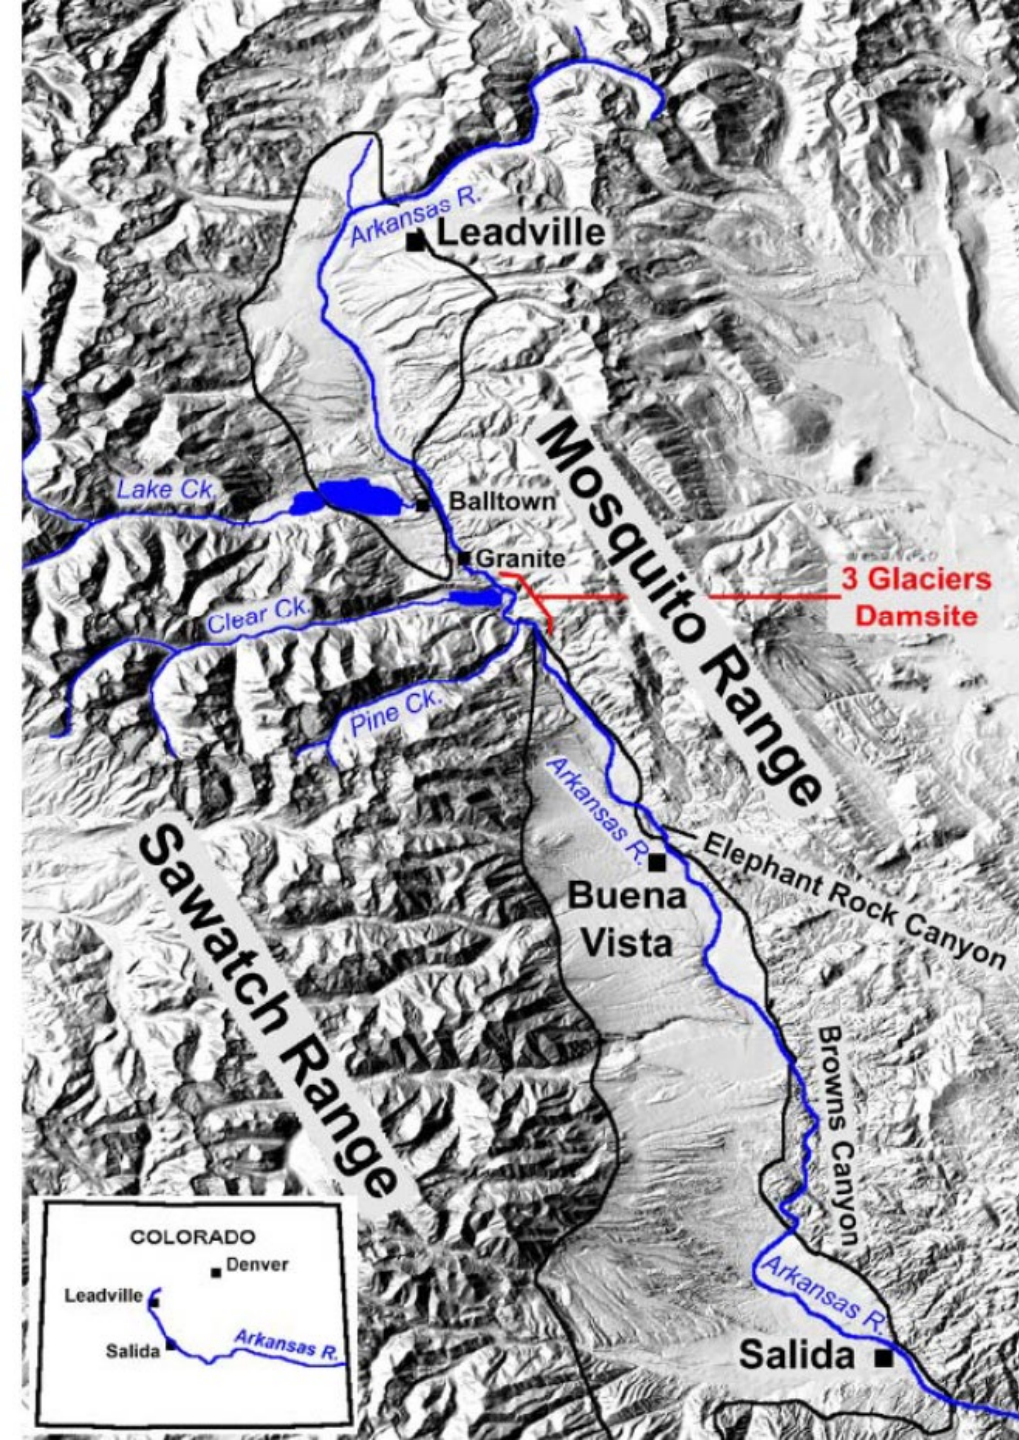 Arkansas R.
Leadville
Mosquito Range
Lake Ck.
Balltown
Granite
3 Glaciers
Damsite
Clear Ck.
Pine Ck.
Arkansas R.
Elephant Rock Canyon
Buena
Vista
Sawatch Range
Browns Canyon
Arkansas R.
Salida
COLORADO
Denver
Leadville
Salida
Arkansas R.